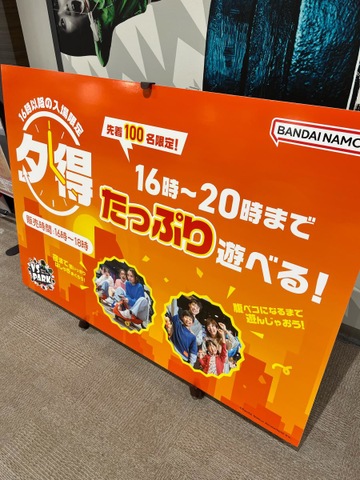 16時以降の入場限定
夕得
販売時間 16時〜18時
先着100名限定!
BANDAI NAMCO
16時〜20時まで
たっぷり遊べる!
VS PARK
腹ペコになるまで
遊んじゃおう!